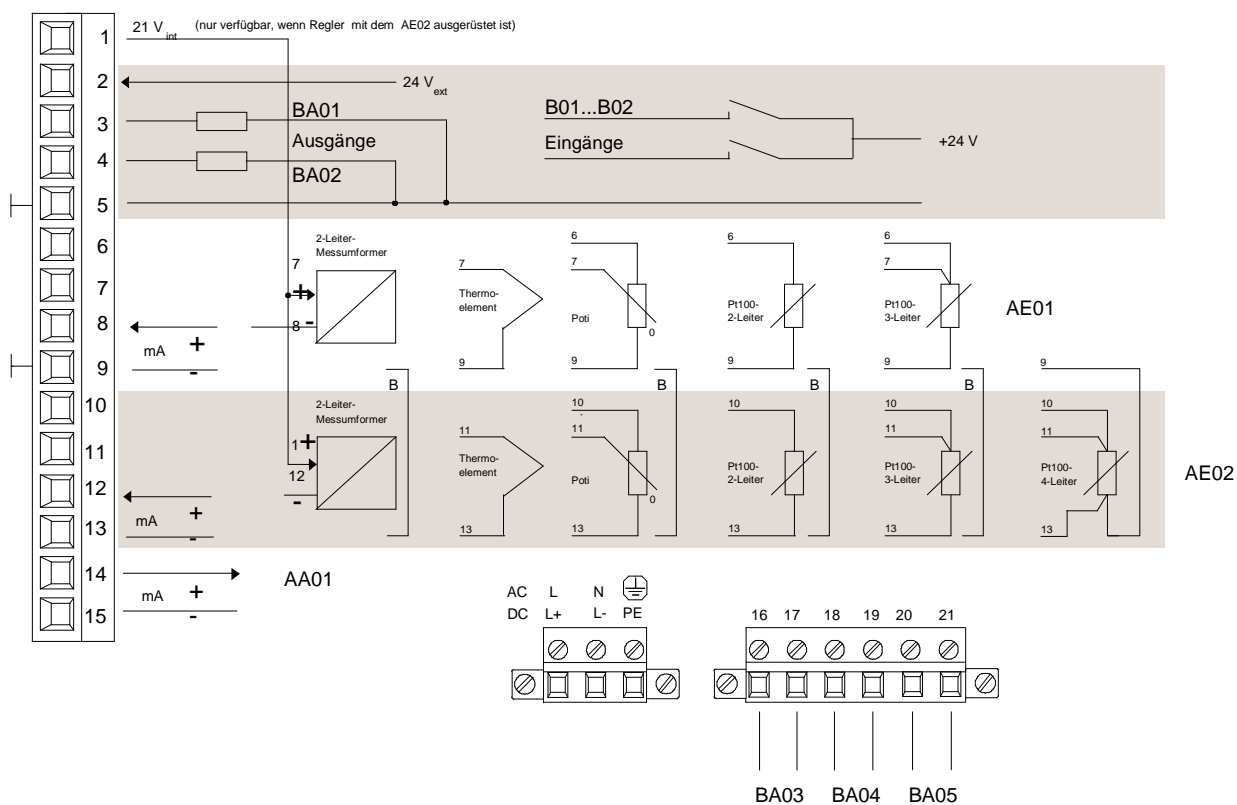 1 21 V int (nur verfügbar, wenn Regler mit dem AE02 ausgerüstet ist)
2 24 V ext
3 BA01 B01...B02
Ausgänge Eingänge +24 V
4 BA02
5
6 2-Leiter-
Messumformer
7 7 + 8 -
8 mA +
9 -
6 7 Thermo-
element 9
6 7 Poti 0 9
6 Pt100-
2-Leiter 9
6 7 Pt100-
3-Leiter 9
AE01
9
B B B B
10 2-Leiter-
Messumformer
11 1 + 12 -
12 mA +
13 -
11 Thermo-
element 13
10 11 Poti 0 13
10 Pt100-
2-Leiter 13
10 11 Pt100-
3-Leiter 13
10 11 Pt100-
4-Leiter 13
AE02
14 mA + AA01
15 -
AC L N
DC L+ L- PE
16 17 18 19 20 21
BA03 BA04 BA05